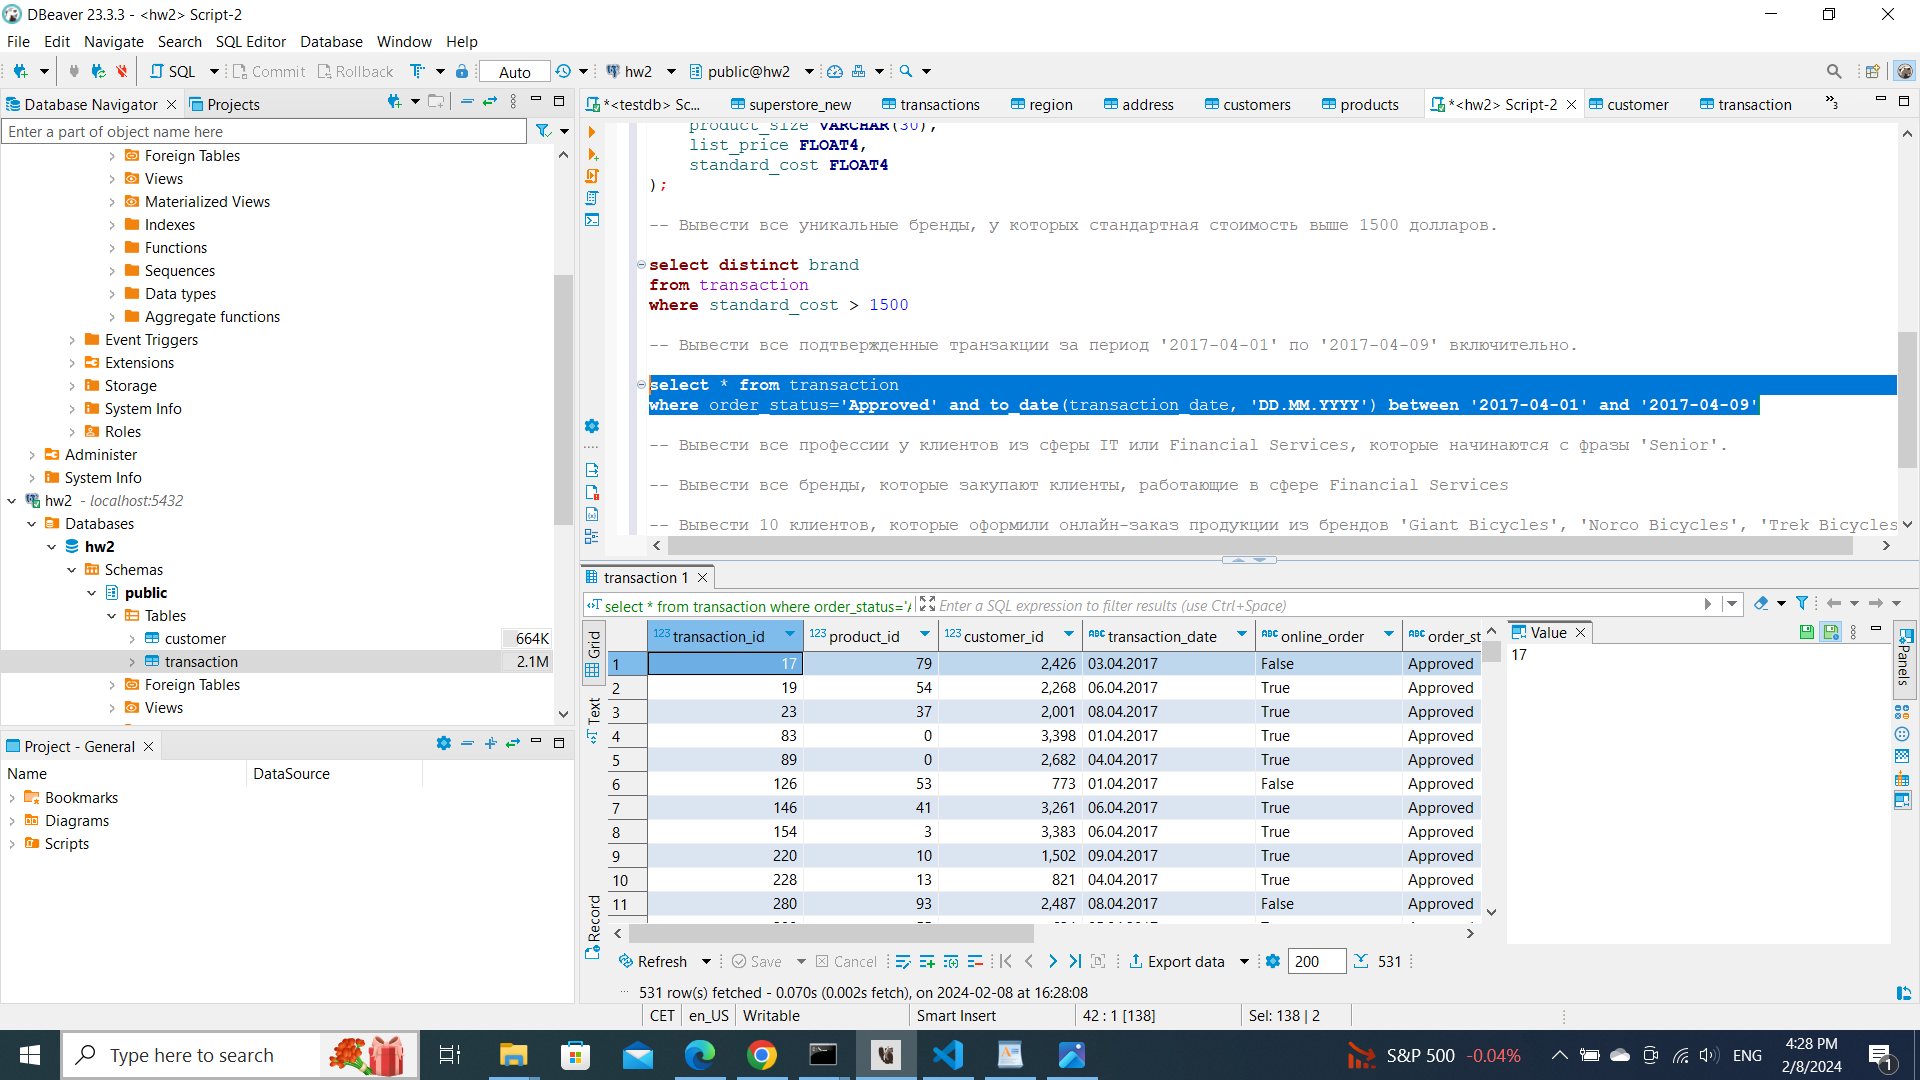 DBeaver 23.3.3 - <hw2> Script-2
File Edit Navigate Search SQL Editor Database Window Help
SQL Commit Rollback Auto hw2 public@hw2
Database Navigator Projects
*<testdb> Sc... superstore_new transactions region address customers products *<hw2> Script-2 customer transaction »3
Enter a part of object name here
Foreign Tables
Views
Materialized Views
Indexes
Functions
Sequences
Data types
Aggregate functions
Event Triggers
Extensions
Storage
System Info
Roles
Administer
System Info
hw2 - localhost:5432
Databases
hw2
Schemas
public
Tables
customer 664K
transaction 2.1M
Foreign Tables
Views
product_size VARCHAR(30),
list_price FLOAT4,
standard_cost FLOAT4
);
-- Вывести все уникальные бренды, у которых стандартная стоимость выше 1500 долларов.
select distinct brand
from transaction
where standard_cost > 1500
-- Вывести все подтвержденные транзакции за период '2017-04-01' по '2017-04-09' включительно.
select * from transaction
where order_status='Approved' and to_date(transaction_date, 'DD.MM.YYYY') between '2017-04-01' and '2017-04-09'
-- Вывести все профессии у клиентов из сферы IT или Financial Services, которые начинаются с фразы 'Senior'.
-- Вывести все бренды, которые закупают клиенты, работающие в сфере Financial Services
-- Вывести 10 клиентов, которые оформили онлайн-заказ продукции из брендов 'Giant Bicycles', 'Norco Bicycles', 'Trek Bicycles
Project - General
Name DataSource
Bookmarks
Diagrams
Scripts
transaction 1
select * from transaction where order_status='A Enter a SQL expression to filter results (use Ctrl+Space)
Grid
Text
Record
123 transaction_id 123 product_id 123 customer_id ABC transaction_date ABC online_order ABC order_st
1 17 79 2,426 03.04.2017 False Approved
2 19 54 2,268 06.04.2017 True Approved
3 23 37 2,001 08.04.2017 True Approved
4 83 0 3,398 01.04.2017 True Approved
5 89 0 2,682 04.04.2017 True Approved
6 126 53 773 01.04.2017 False Approved
7 146 41 3,261 06.04.2017 True Approved
8 154 3 3,383 06.04.2017 True Approved
9 220 10 1,502 09.04.2017 True Approved
10 228 13 821 04.04.2017 True Approved
11 280 93 2,487 08.04.2017 False Approved
Value
17
Panels
Refresh Save Cancel Export data 200 531
531 row(s) fetched - 0.070s (0.002s fetch), on 2024-02-08 at 16:28:08
CET en_US Writable Smart Insert 42 : 1 [138] Sel: 138 | 2
Type here to search
S&P 500 -0.04% ENG
4:28 PM
2/8/2024
1